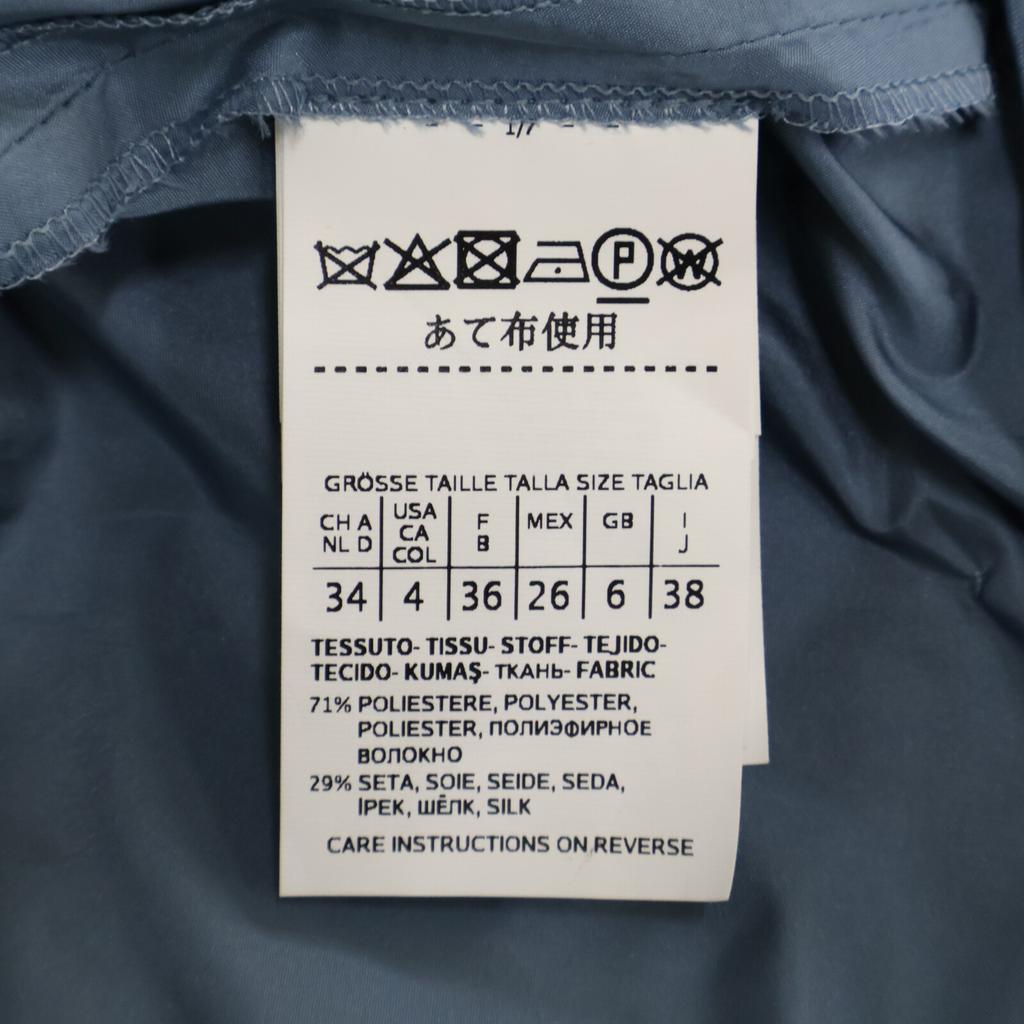 1/7
P
W
あて布使用
GRÖSSE TAILLE TALLA SIZE TAGLIA
CH A NL D USA CA COL F B MEX GB I J
34 4 36 26 6 38
TESSUTO- TISSU- STOFF- TEJIDO-
TECIDO- KUMAŞ- ТКАНЬ- FABRIC
71% POLIESTERE, POLYESTER,
POLIESTER, ПОЛИЭФИРНОЕ
ВОЛОКНО
29% SETA, SOIE, SEIDE, SEDA,
İPEK, ШЁЛК, SILK
CARE INSTRUCTIONS ON REVERSE